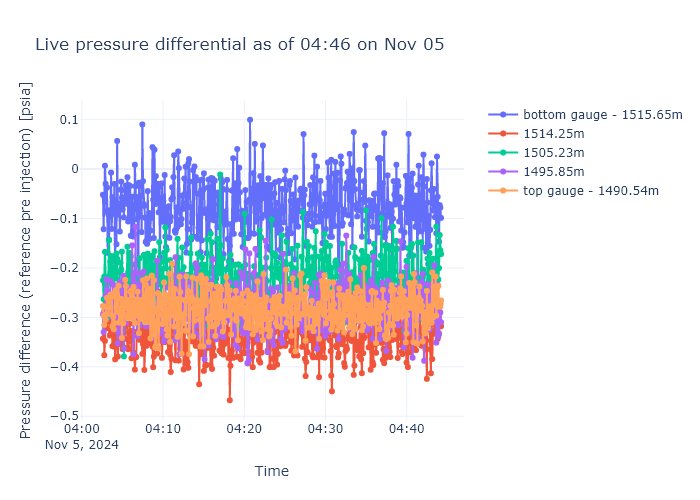 Live pressure differential as of 04:46 on Nov 05
Pressure difference (reference pre injection) [psia]
0.1
0
−0.1
−0.2
−0.3
−0.4
−0.5
04:00
04:10
04:20
04:30
04:40
Nov 5, 2024
Time
bottom gauge - 1515.65m
1514.25m
1505.23m
1495.85m
top gauge - 1490.54m